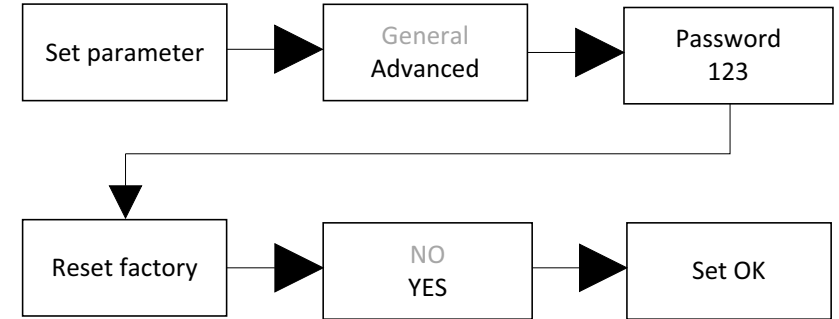 Set parameter
General
Advanced
Password
123
Reset factory
NO
YES
Set OK